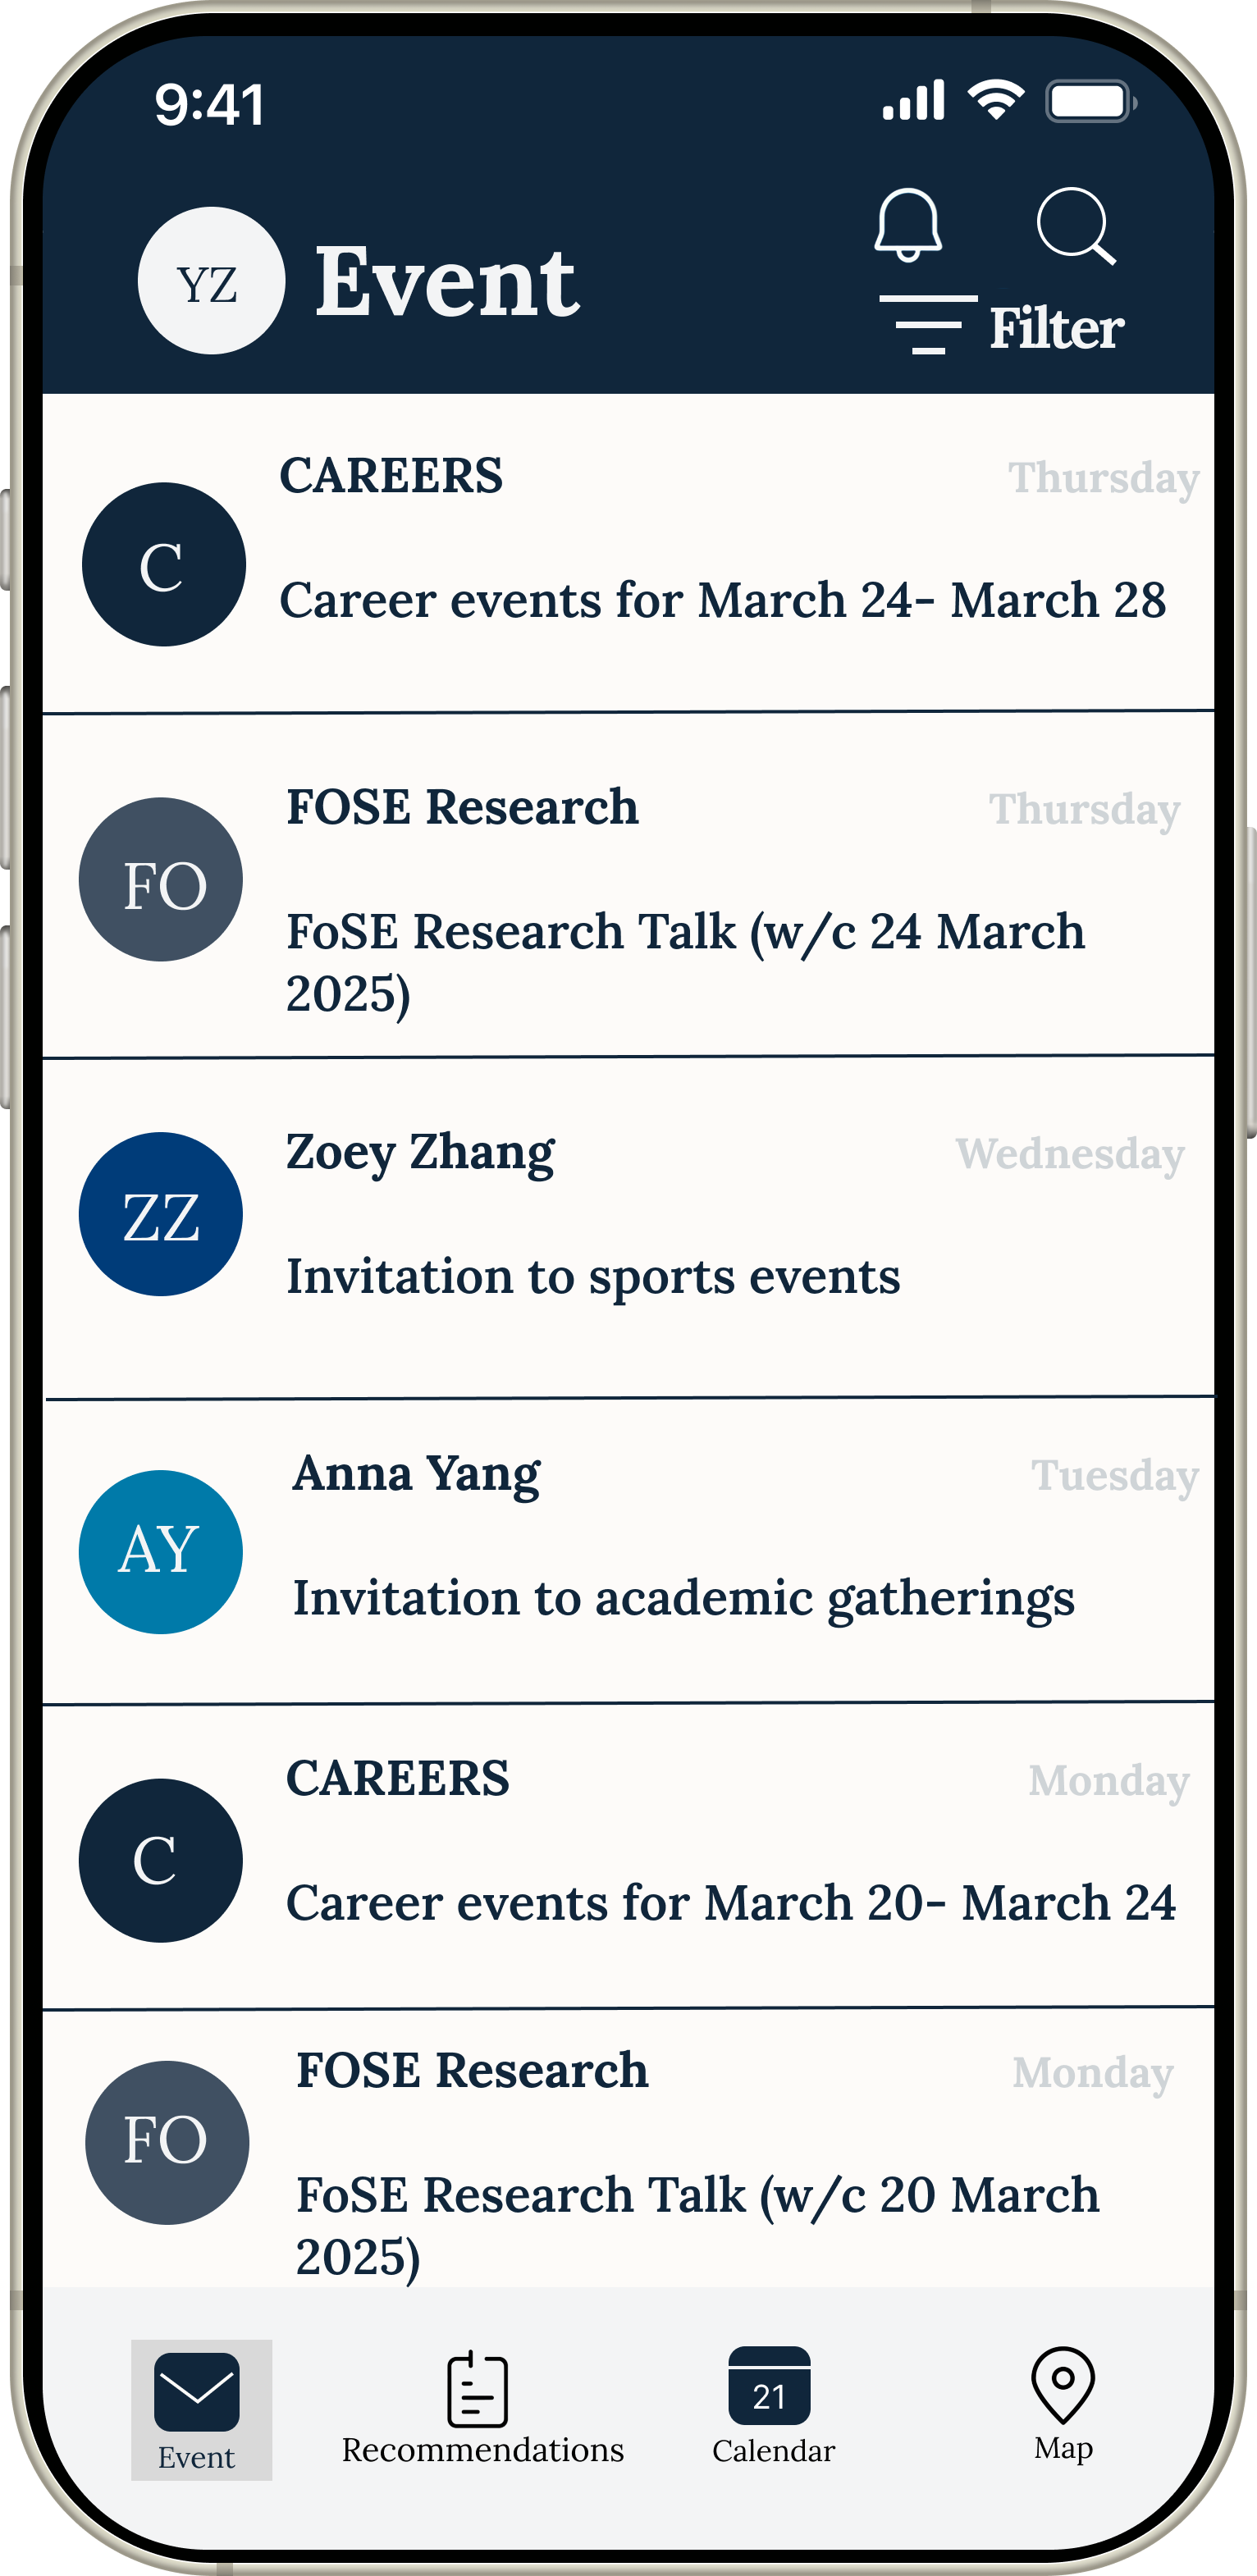 9:41
YZ
Event
Filter
CAREERS
Thursday
C
Career events for March 24- March 28
FOSE Research
Thursday
FO
FoSE Research Talk (w/c 24 March
2025)
Zoey Zhang
Wednesday
ZZ
Invitation to sports events
Anna Yang
Tuesday
AY
Invitation to academic gatherings
CAREERS
Monday
C
Career events for March 20- March 24
FOSE Research
Monday
FO
FoSE Research Talk (w/c 20 March
2025)
21
Event
Recommendations
Calendar
Map